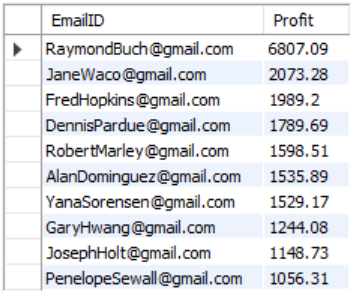 EmailID Profit
RaymondBuch@gmail.com 6807.09
JaneWaco@gmail.com 2073.28
FredHopkins@gmail.com 1989.2
DennisPardue@gmail.com 1789.69
RobertMarley@gmail.com 1598.51
AlanDominguez@gmail.com 1535.89
YanaSorensen@gmail.com 1529.17
GaryHwang@gmail.com 1244.08
JosephHolt@gmail.com 1148.73
PenelopeSewall@gmail.com 1056.31